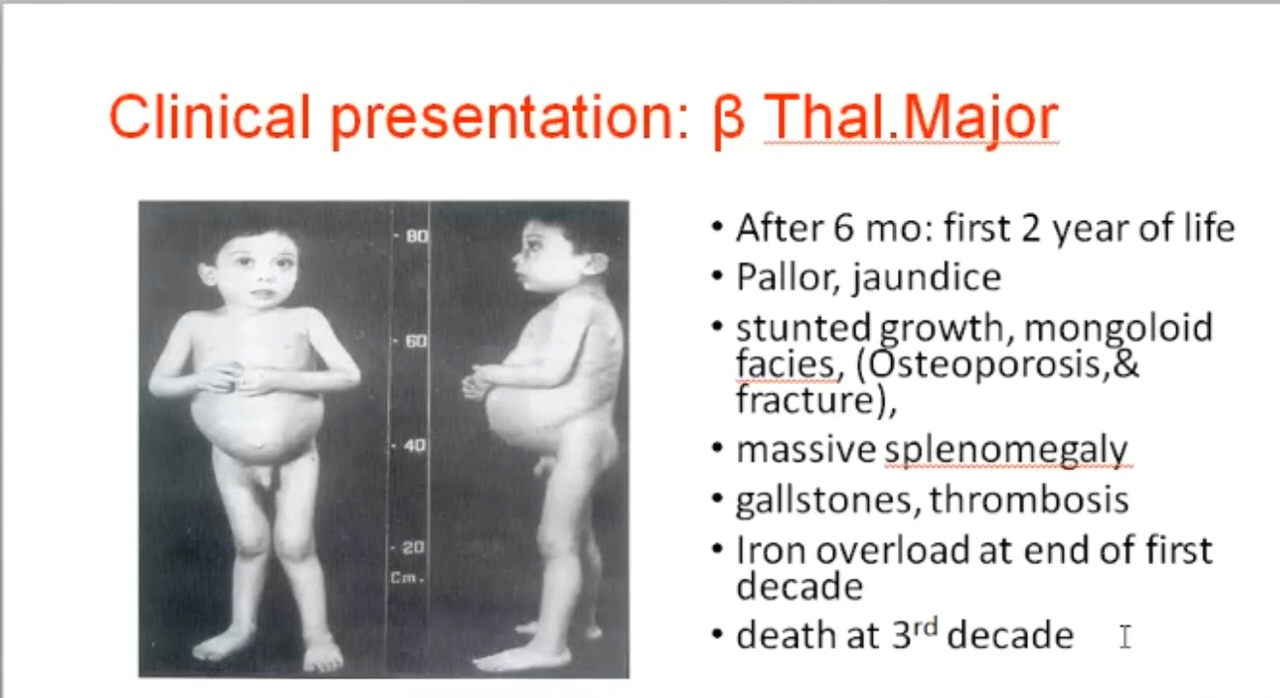 Clinical presentation: β Thal.Major
- 80
- 60
- 40
- 20
Cm.
• After 6 mo: first 2 year of life
• Pallor, jaundice
• stunted growth, mongoloid
facies, (Osteoporosis,&
fracture),
• massive splenomegaly
• gallstones, thrombosis
• Iron overload at end of first
decade
• death at 3rd decade